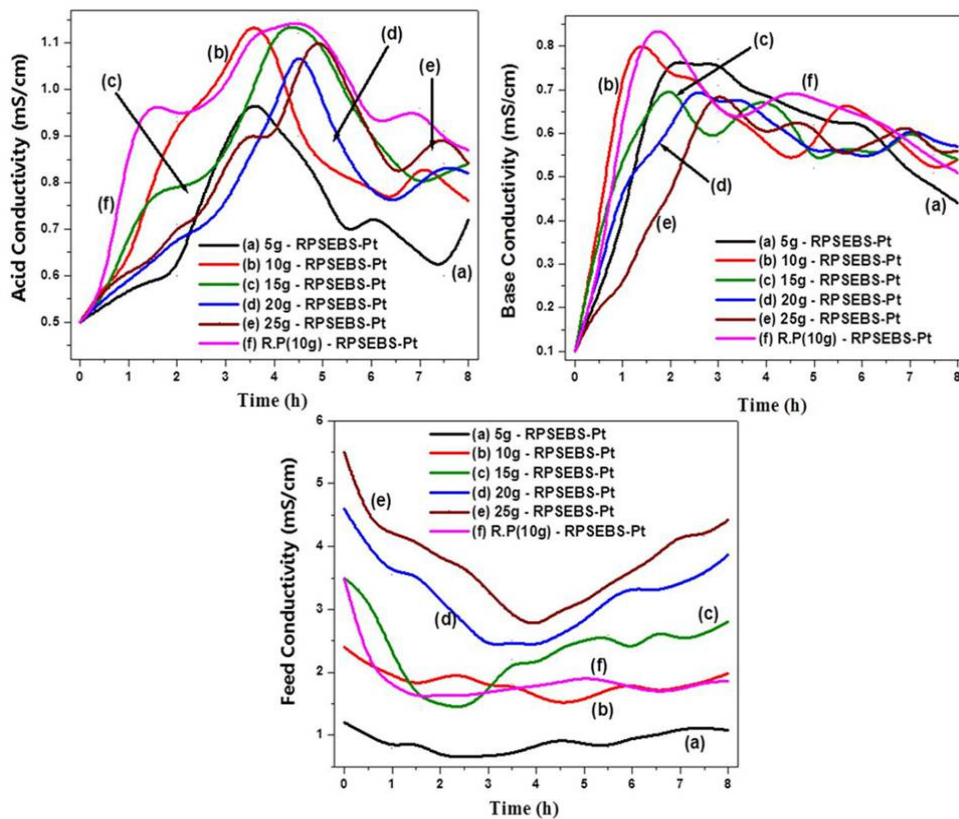 Acid Conductivity (mS/cm)
1.1
1.0
0.9
0.8
0.7
0.6
0.5
(b)
(d)
(c)
(e)
(f)
(a)
(a) 5g - RPSEBS-Pt
(b) 10g - RPSEBS-Pt
(c) 15g - RPSEBS-Pt
(d) 20g - RPSEBS-Pt
(e) 25g - RPSEBS-Pt
(f) R.P(10g) - RPSEBS-Pt
0 1 2 3 4 5 6 7 8
Time (h)
Base Conductivity (mS/cm)
0.8
0.7
0.6
0.5
0.4
0.3
0.2
0.1
(c)
(b)
(f)
(d)
(a)
(e)
(a) 5g - RPSEBS-Pt
(b) 10g - RPSEBS-Pt
(c) 15g - RPSEBS-Pt
(d) 20g - RPSEBS-Pt
(e) 25g - RPSEBS-Pt
(f) R.P(10g) - RPSEBS-Pt
0 1 2 3 4 5 6 7 8
Time (h)
Feed Conductivity (mS/cm)
6
5
4
3
2
1
(a) 5g - RPSEBS-Pt
(b) 10g - RPSEBS-Pt
(c) 15g - RPSEBS-Pt
(d) 20g - RPSEBS-Pt
(e) 25g - RPSEBS-Pt
(f) R.P(10g) - RPSEBS-Pt
(e)
(d)
(c)
(f)
(b)
(a)
0 1 2 3 4 5 6 7 8
Time (h)